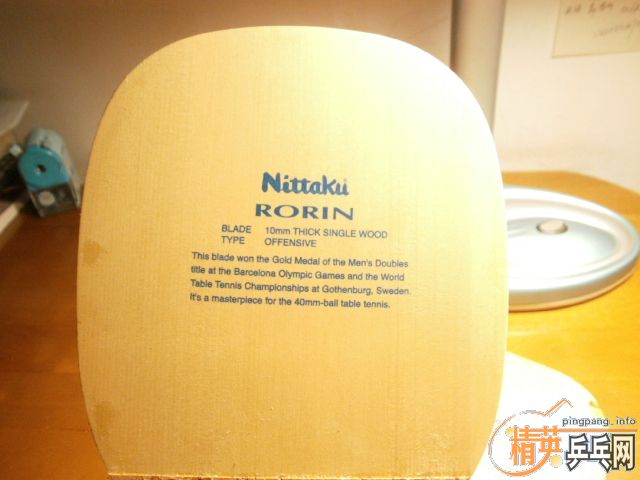 Nittaku
RORIN
BLADE 10mm THICK SINGLE WOOD
TYPE OFFENSIVE
This blade won the Gold Medal of the Men's Doubles
title at the Barcelona Olympic Games and the World
Table Tennis Championships at Gothenburg, Sweden.
It's a masterpiece for the 40mm-ball table tennis.
pingpang.info
精英乒乓网